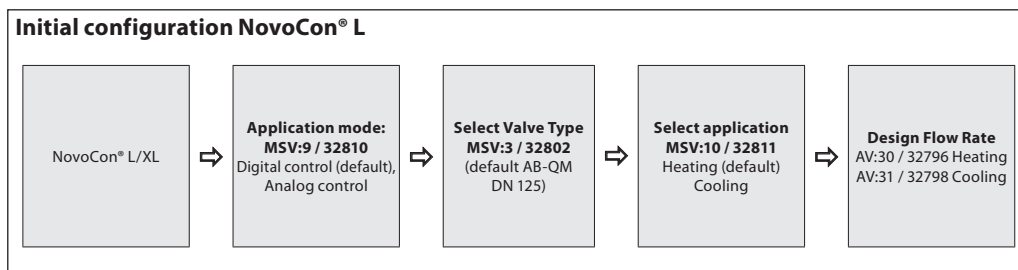 Initial configuration NovoCon® L
NovoCon® L/XL
Application mode:
MSV:9 / 32810
Digital control (default),
Analog control
Select Valve Type
MSV:3 / 32802
(default AB-QM
DN 125)
Select application
MSV:10 / 32811
Heating (default)
Cooling
Design Flow Rate
AV:30 / 32796 Heating
AV:31 / 32798 Cooling